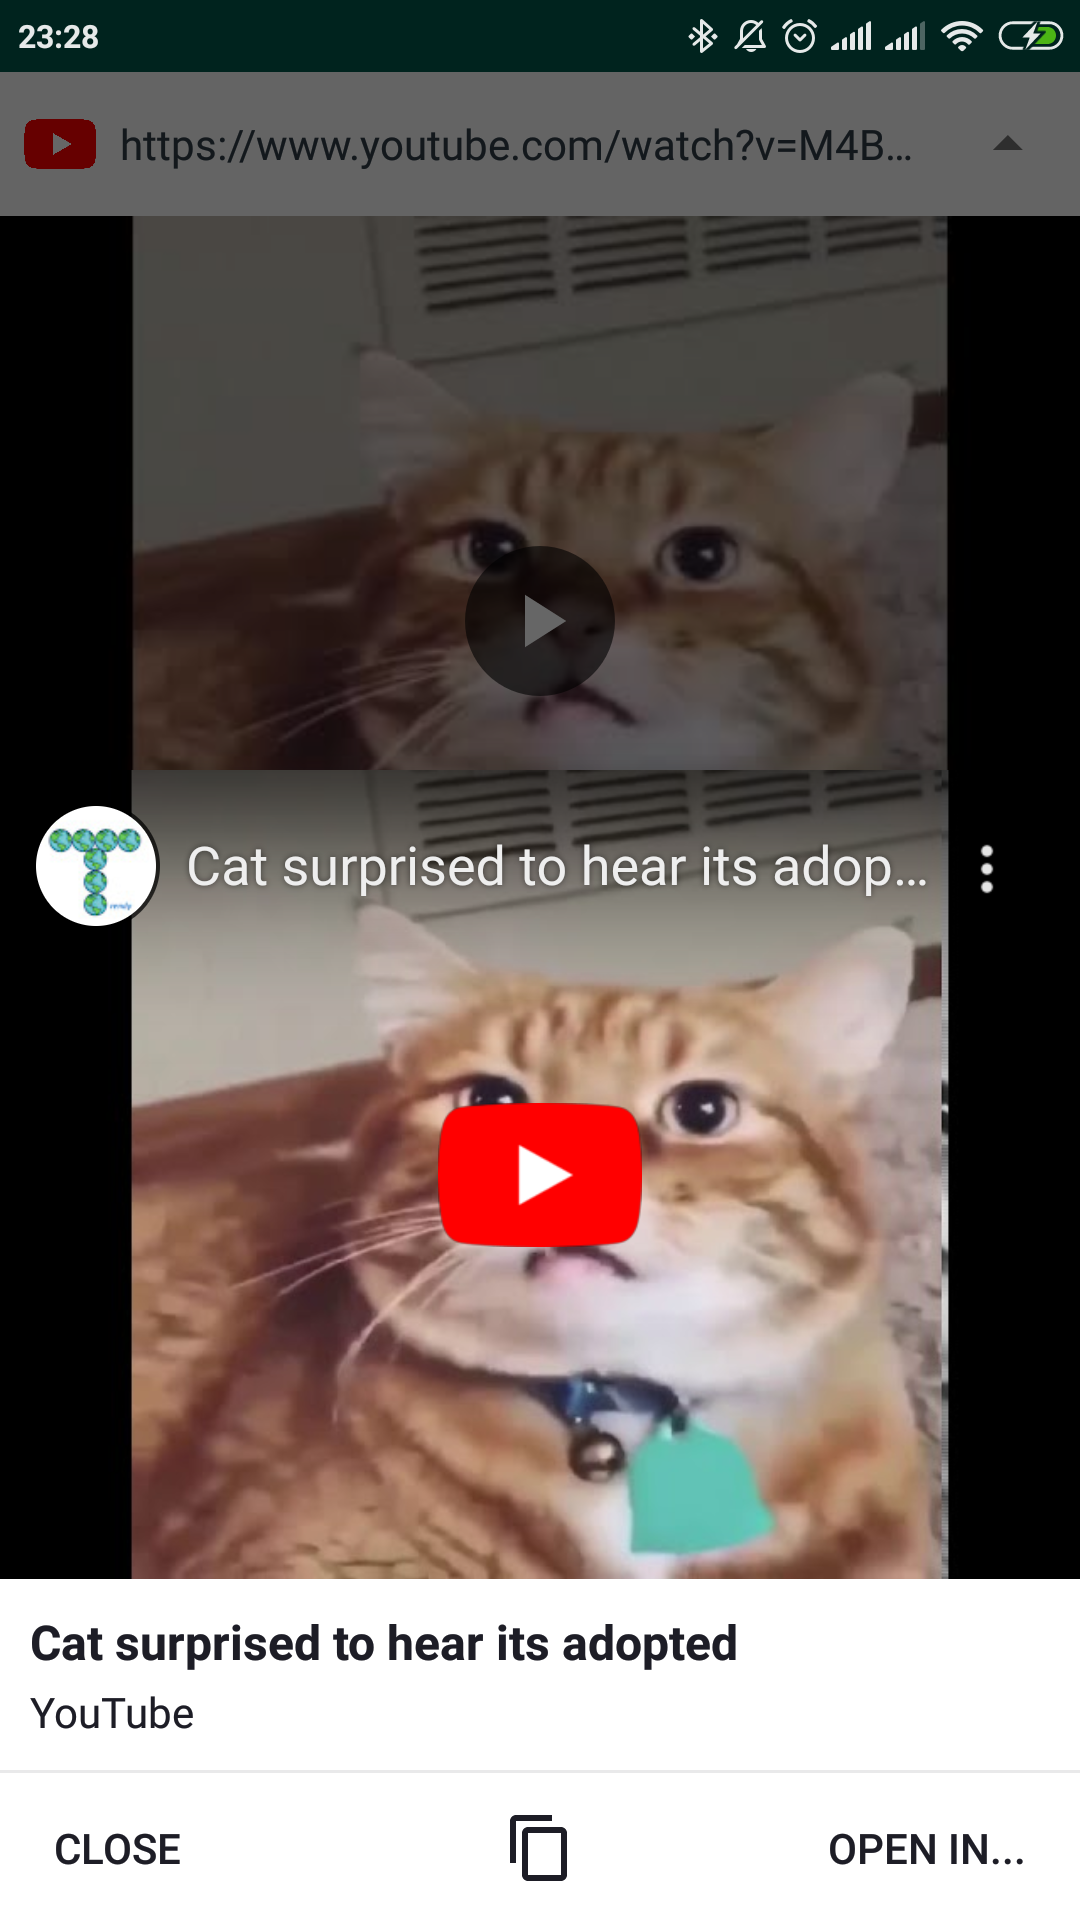 23:28
https://www.youtube.com/watch?v=M4B...
Cat surprised to hear its adop...
Cat surprised to hear its adopted
YouTube
CLOSE
OPEN IN...